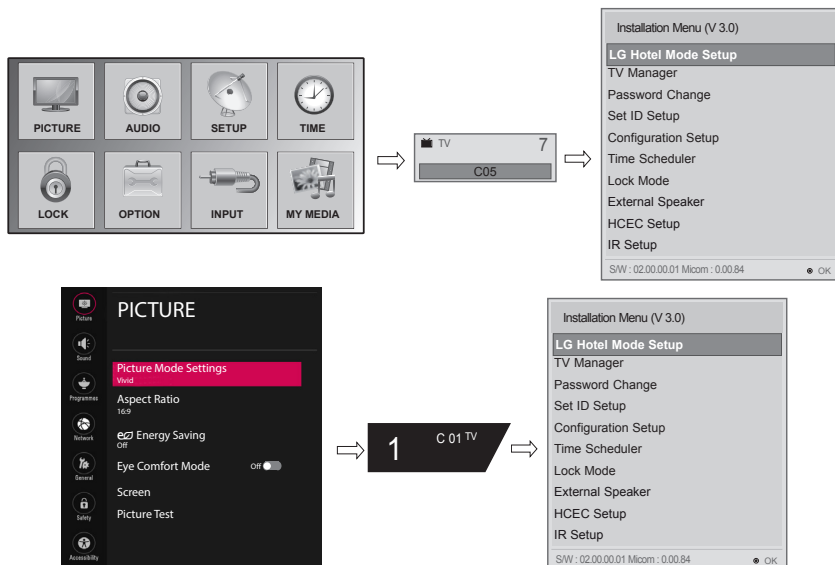 PICTURE AUDIO SETUP TIME
LOCK OPTION INPUT MY MEDIA
TV 7
C05
Installation Menu (V 3.0)
LG Hotel Mode Setup
TV Manager
Password Change
Set ID Setup
Configuration Setup
Time Scheduler
Lock Mode
External Speaker
HCEC Setup
IR Setup
S/W : 02.00.00.01 Micom : 0.00.84 OK
Picture
Sound
Programmes
Network
General
Safety
Accessibility
PICTURE
Picture Mode Settings
Vivid
Aspect Ratio
16:9
Energy Saving
Off
Eye Comfort Mode Off
Screen
Picture Test
1 C 01 TV
Installation Menu (V 3.0)
LG Hotel Mode Setup
TV Manager
Password Change
Set ID Setup
Configuration Setup
Time Scheduler
Lock Mode
External Speaker
HCEC Setup
IR Setup
S/W : 02.00.00.01 Micom : 0.00.84 OK